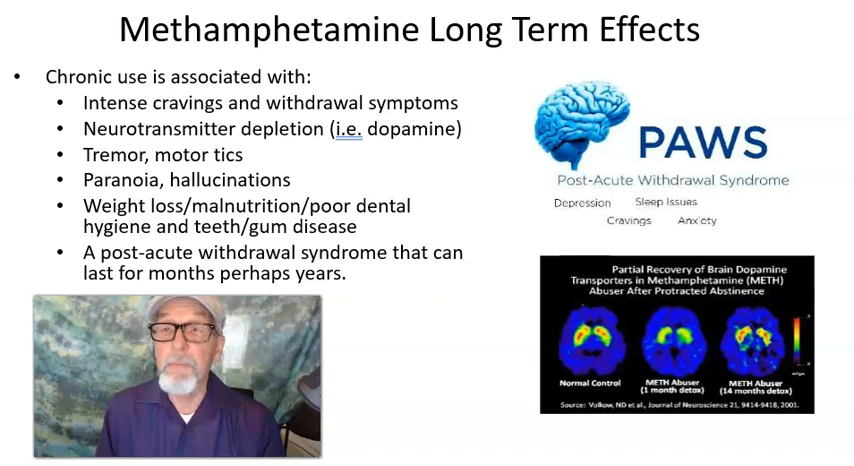 Methamphetamine Long Term Effects
• Chronic use is associated with:
• Intense cravings and withdrawal symptoms
• Neurotransmitter depletion (i.e. dopamine)
• Tremor, motor tics
• Paranoia, hallucinations
• Weight loss/malnutrition/poor dental
hygiene and teeth/gum disease
• A post-acute withdrawal syndrome that can
last for months perhaps years.
PAWS
Post-Acute Withdrawal Syndrome
Depression Sleep Issues
Cravings Anxiety
Partial Recovery of Brain Dopamine
Transporters in Methamphetamine (METH)
Abuser After Protracted Abstinence
Normal Control
METH Abuser
(1 month detox)
METH Abuser
(14 months detox)
Source: Volkow, ND et al., Journal of Neuroscience 21, 9414-9418, 2001.